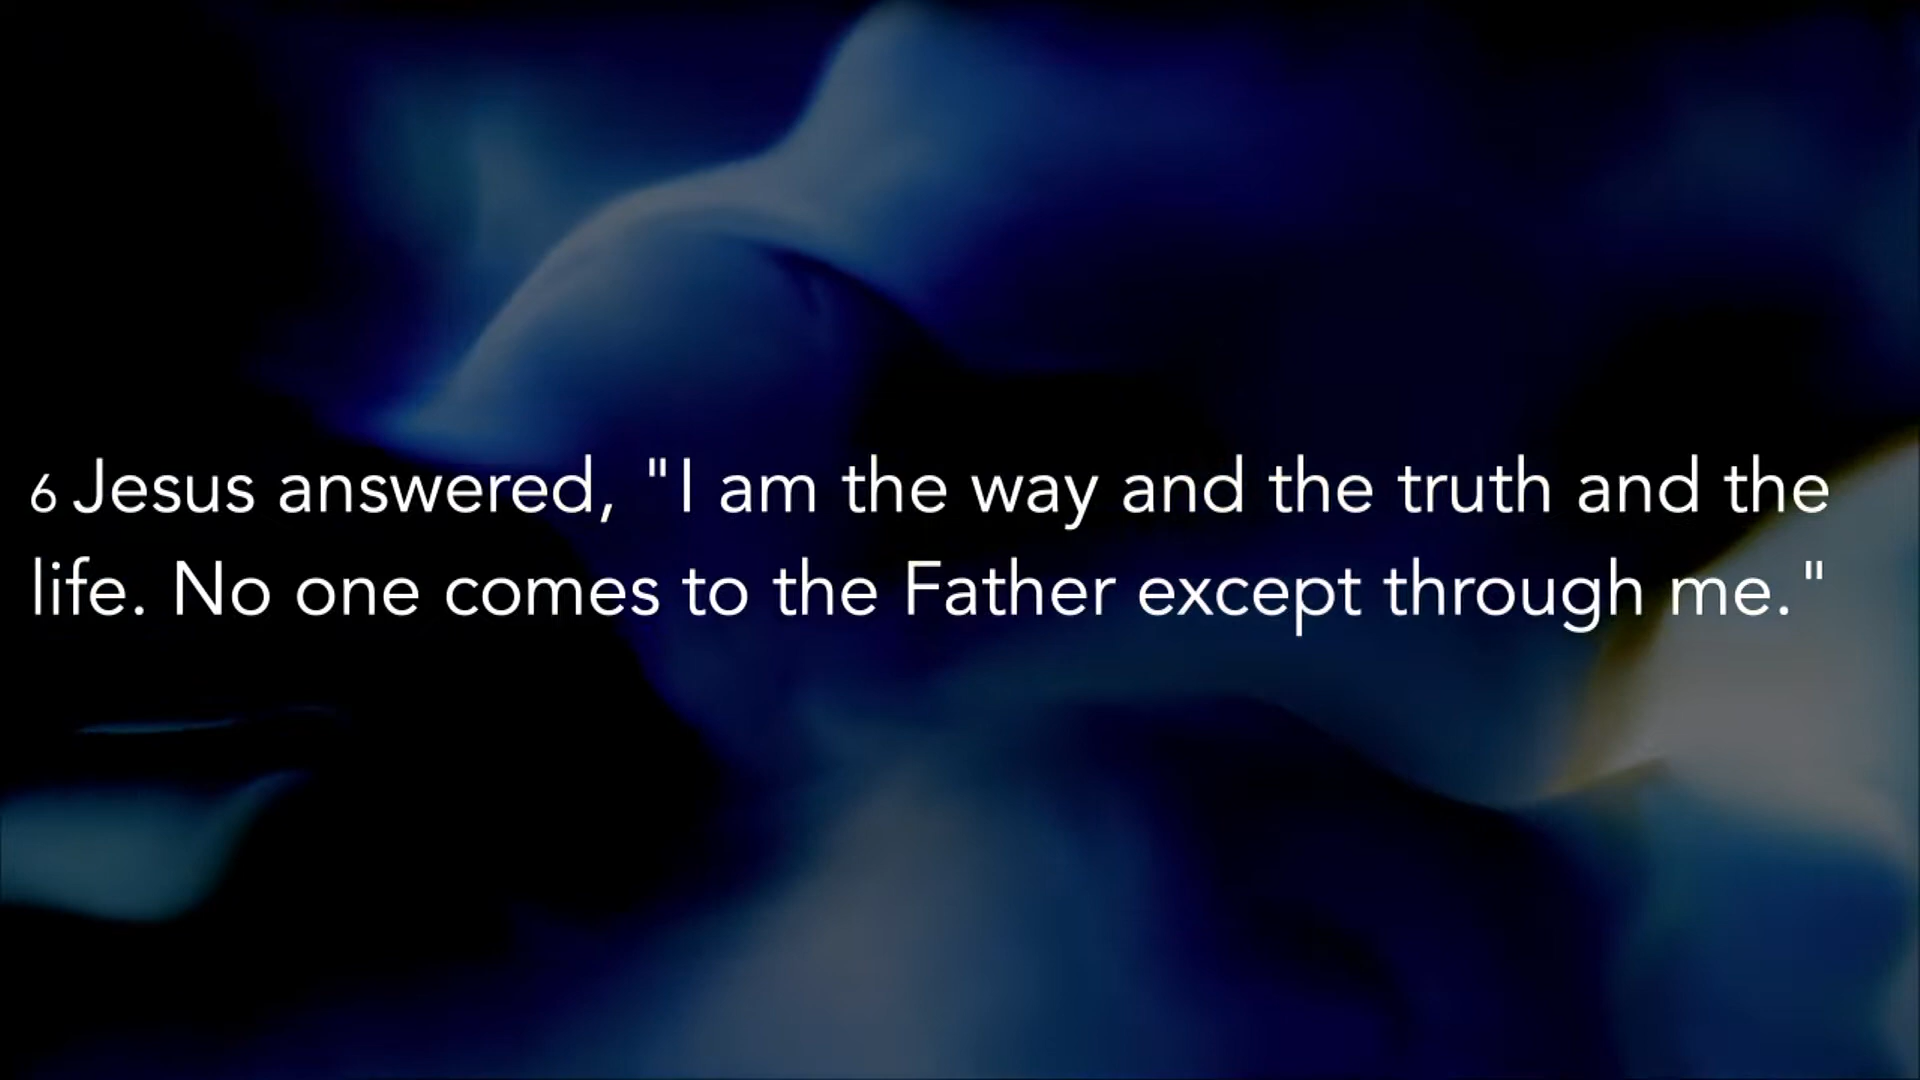 6 Jesus answered, "I am the way and the truth and the
life. No one comes to the Father except through me."